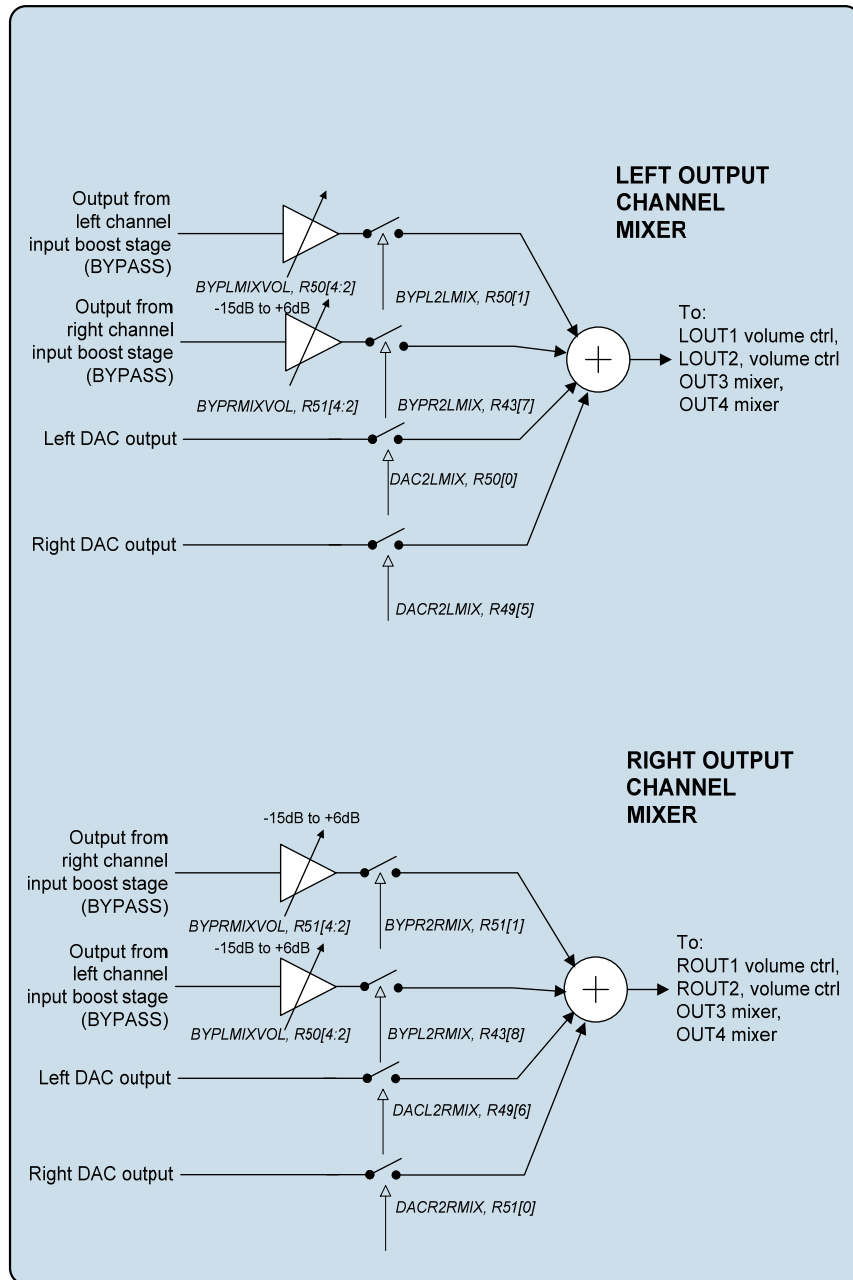 LEFT OUTPUT
CHANNEL
MIXER
Output from
left channel
input boost stage
(BYPASS)
BYPLMIXVOL, R50[4:2]
BYPL2LMIX, R50[1]
Output from
right channel
input boost stage
(BYPASS)
-15dB to +6dB
BYPRMIXVOL, R51[4:2]
BYPR2LMIX, R43[7]
To:
LOUT1 volume ctrl,
LOUT2, volume ctrl
OUT3 mixer,
OUT4 mixer
Left DAC output
DAC2LMIX, R50[0]
Right DAC output
DACR2LMIX, R49[5]
RIGHT OUTPUT
CHANNEL
MIXER
-15dB to +6dB
Output from
right channel
input boost stage
(BYPASS)
BYPRMIXVOL, R51[4:2]
BYPR2RMIX, R51[1]
Output from
left channel
input boost stage
(BYPASS)
-15dB to +6dB
BYPLMIXVOL, R50[4:2]
BYPL2RMIX, R43[8]
To:
ROUT1 volume ctrl,
ROUT2, volume ctrl
OUT3 mixer,
OUT4 mixer
Left DAC output
DACL2RMIX, R49[6]
Right DAC output
DACR2RMIX, R51[0]